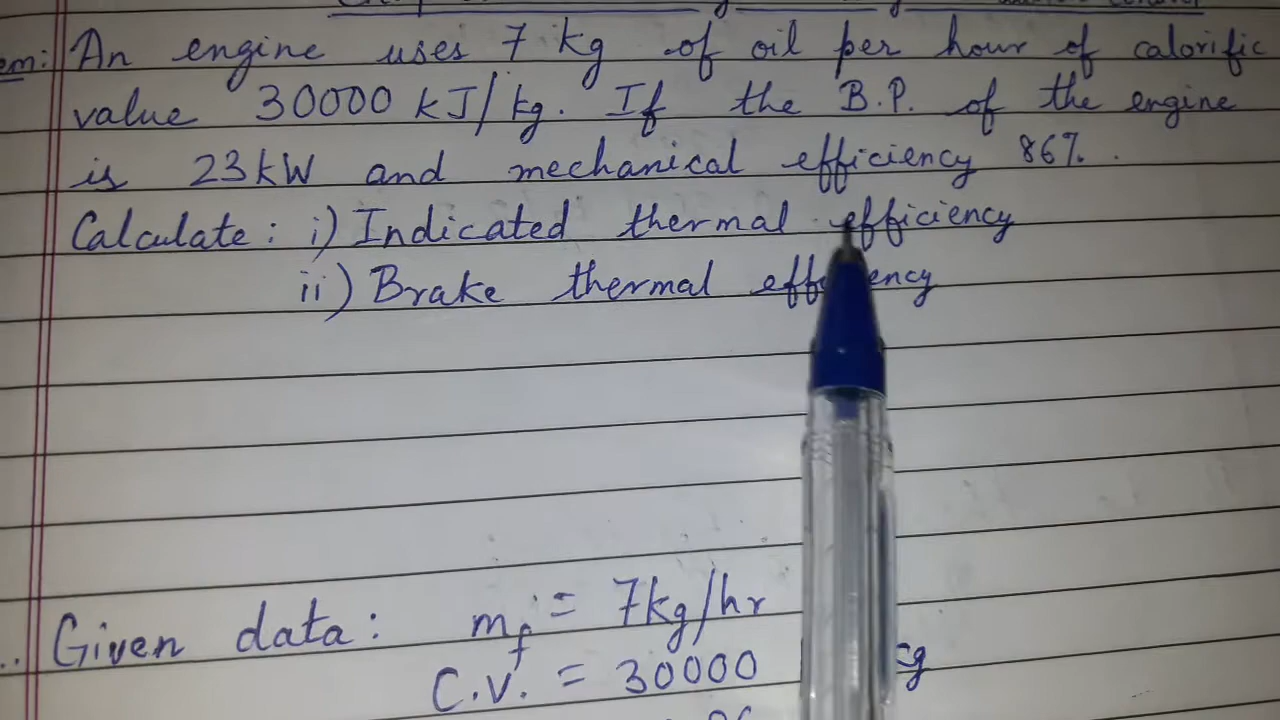 em: An engine uses 7 kg of oil per hour of calorific
value 30000 kJ/kg. If the B.P. of the engine
is 23kW and mechanical efficiency 86%.
Calculate: i) Indicated thermal efficiency
ii) Brake thermal efficiency
Given data: mf = 7kg/hr
C.V. = 30000